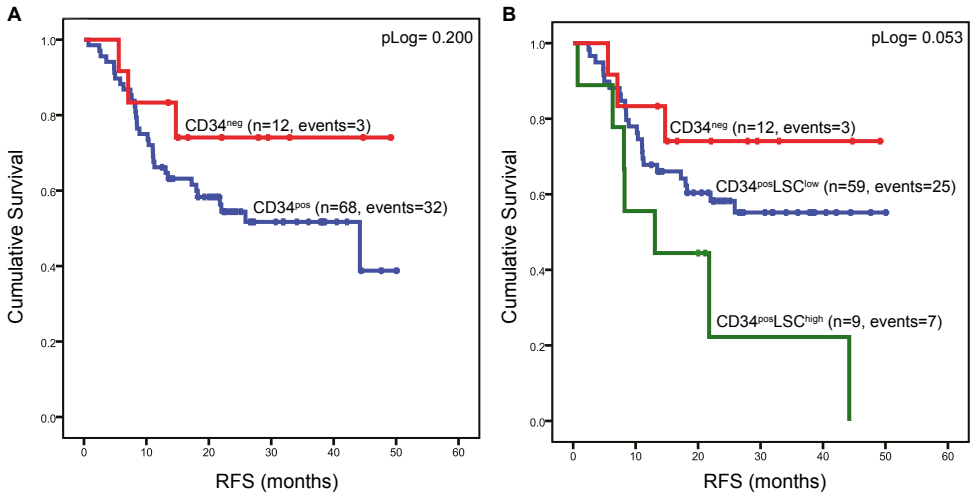 A
pLog= 0.200
1.0
0.8
0.6
0.4
0.2
0.0
Cumulative Survival
CD34ⁿᵉᵍ (n=12, events=3)
CD34ᵖᵒˢ (n=68, events=32)
0 10 20 30 40 50 60
RFS (months)
B
pLog= 0.053
1.0
0.8
0.6
0.4
0.2
0.0
Cumulative Survival
CD34ⁿᵉᵍ (n=12, events=3)
CD34ᵖᵒˢLSCˡᵒʷ (n=59, events=25)
CD34ᵖᵒˢLSCʰⁱᵍʰ (n=9, events=7)
0 10 20 30 40 50 60
RFS (months)